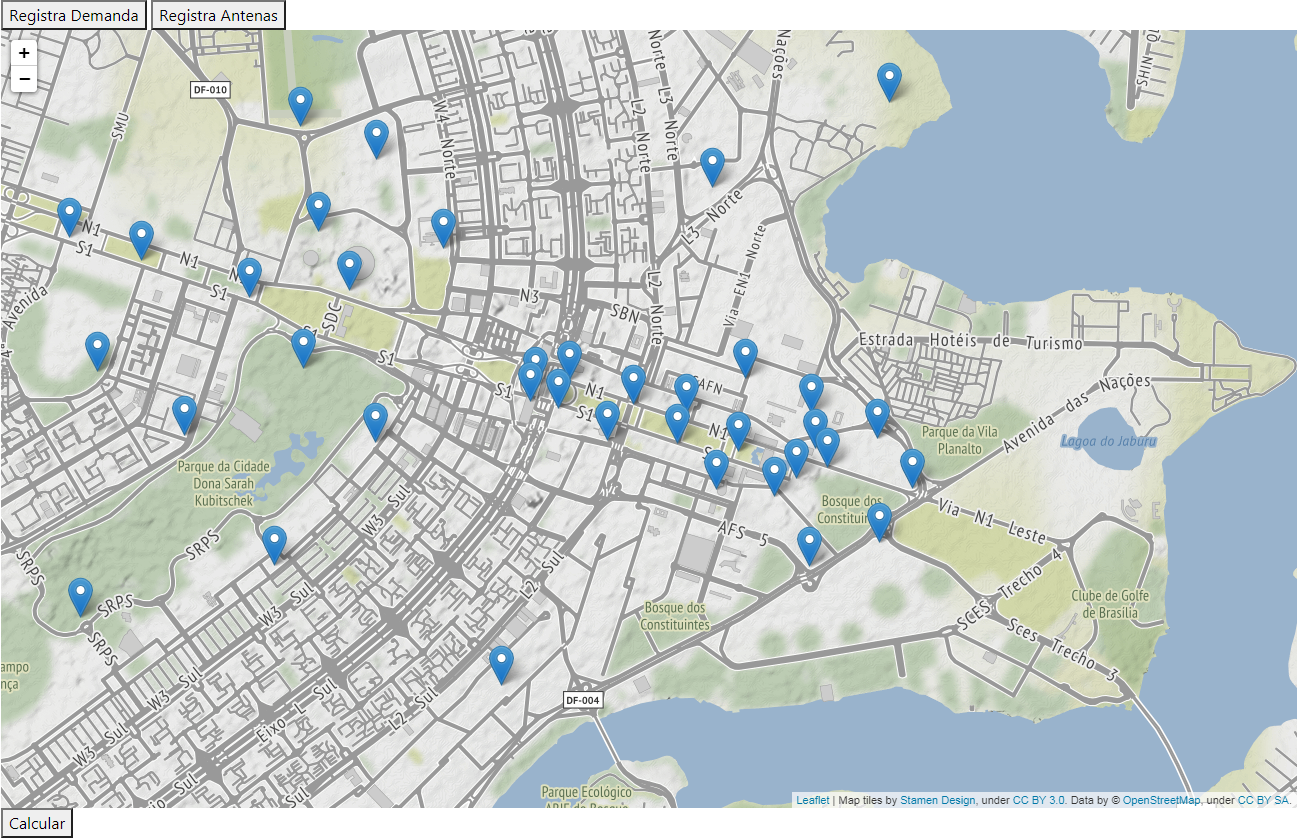 Registra Demanda
Registra Antenas
+
−
DF-010
SMU
W4 Norte
L2 Norte
Norte
L3 Norte
Nações
SHIN
N1
S1
N1
S1
L3 Norte
Via EN1 Norte
4ª Avenida
SDC
N3
SBN
L2 Norte
S1
S1
Estrada Hotéis de Turismo
S1
N1
S1
N1
Avenida das Nações
Lagoa do Jaburu
Parque da Vila
Planalto
Parque da Cidade
Dona Sarah
Kubitschek
W3 Sul
AFS 5
Bosque dos
Via N1 Leste
SRPS
SRPS
SRPS
SRPS
W3 Sul
L2 Sul
Bosque dos
Constituintes
SCES Trecho 4
Clube de Golfe
de Brasília
Sces Trecho 3
W3 Sul
W3 Sul
Eixo L Sul
L2 Sul
DF-004
Sul
Parque Ecológico
Leaflet | Map tiles by Stamen Design, under CC BY 3.0. Data by © OpenStreetMap, under CC BY SA.
Calcular